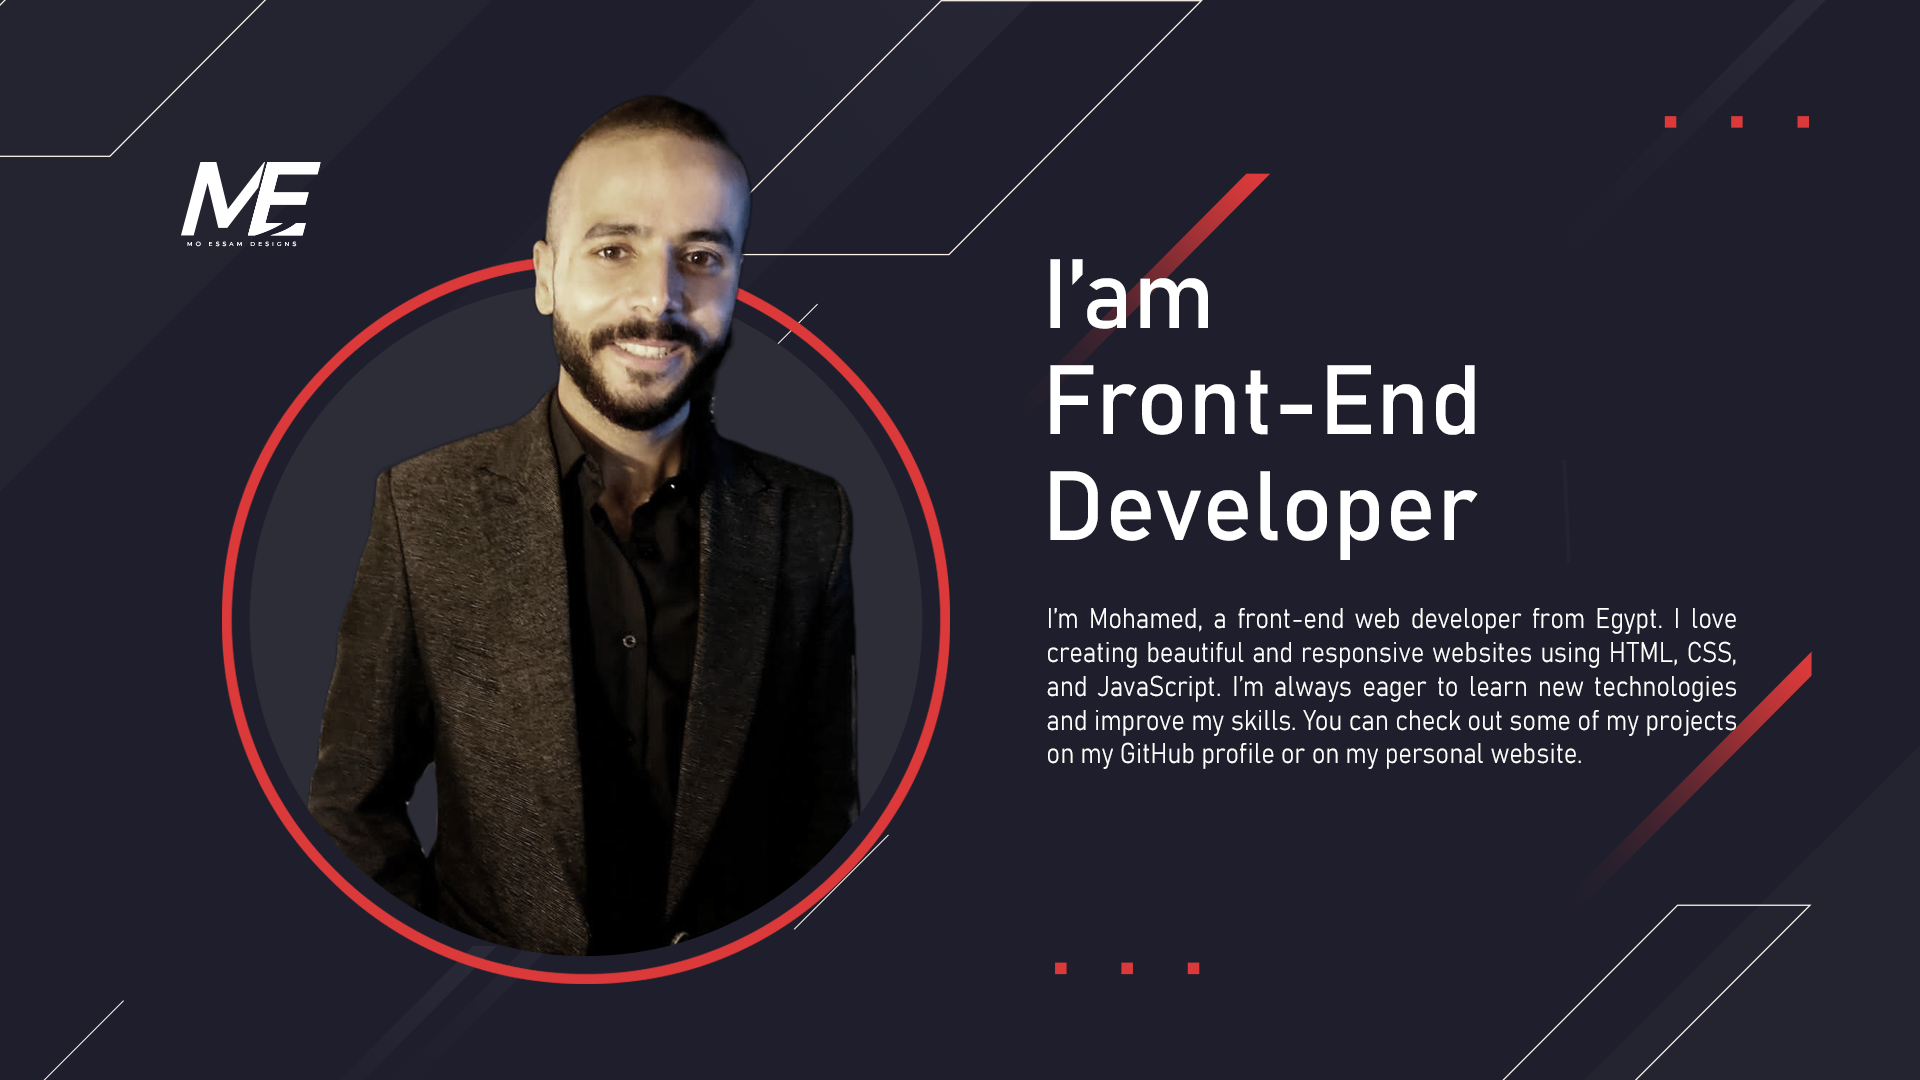 ME
MO ESSAM DESIGNS
I’am
Front-End
Developer
I’m Mohamed, a front-end web developer from Egypt. I love
creating beautiful and responsive websites using HTML, CSS,
and JavaScript. I’m always eager to learn new technologies
and improve my skills. You can check out some of my projects
on my GitHub profile or on my personal website.